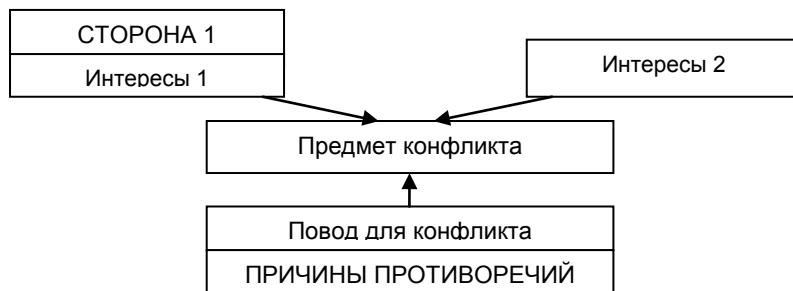 СТОРОНА 1
Интересы 1
Интересы 2
Предмет конфликта
Повод для конфликта
ПРИЧИНЫ ПРОТИВОРЕЧИЙ